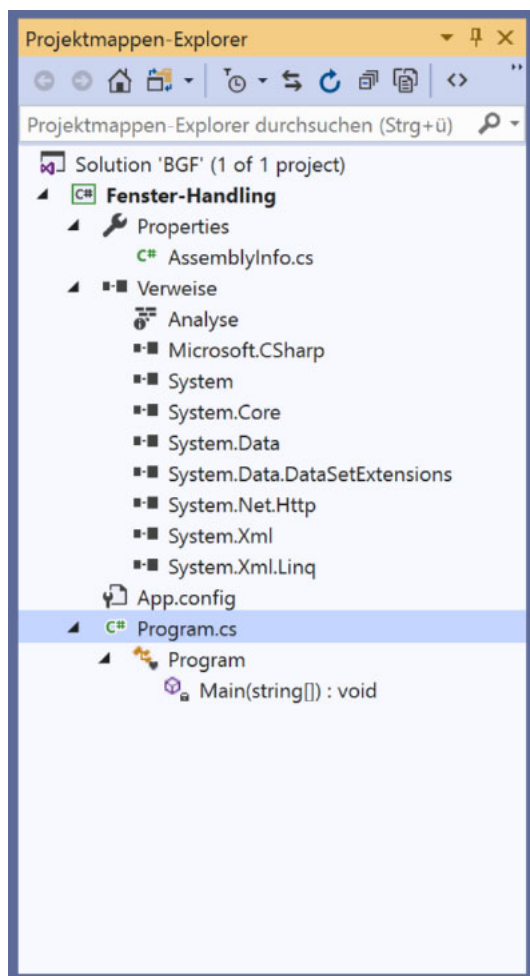 Projektmappen-Explorer
Projektmappen-Explorer durchsuchen (Strg+ü)
Solution 'BGF' (1 of 1 project)
C# Fenster-Handling
Properties
C# AssemblyInfo.cs
Verweise
Analyse
Microsoft.CSharp
System
System.Core
System.Data
System.Data.DataSetExtensions
System.Net.Http
System.Xml
System.Xml.Linq
App.config
C# Program.cs
Program
Main(string[]) : void